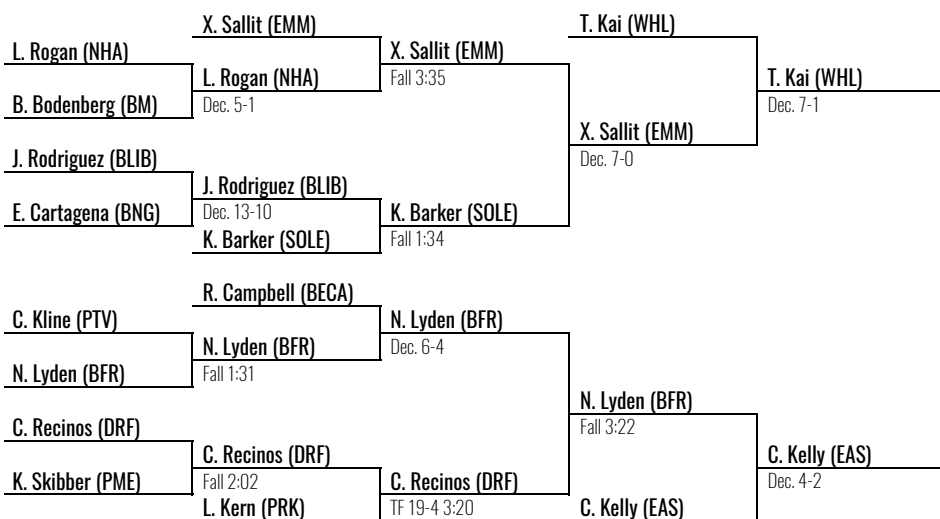 X. Sallit (EMM)
T. Kai (WHL)
L. Rogan (NHA)
X. Sallit (EMM)
L. Rogan (NHA)
Fall 3:35
T. Kai (WHL)
B. Bodenberg (BM)
Dec. 5-1
Dec. 7-1
X. Sallit (EMM)
J. Rodriguez (BLIB)
Dec. 7-0
J. Rodriguez (BLIB)
E. Cartagena (BNG)
Dec. 13-10
K. Barker (SOLE)
K. Barker (SOLE)
Fall 1:34
R. Campbell (BECA)
C. Kline (PTV)
N. Lyden (BFR)
N. Lyden (BFR)
Dec. 6-4
N. Lyden (BFR)
Fall 1:31
N. Lyden (BFR)
C. Recinos (DRF)
Fall 3:22
C. Recinos (DRF)
C. Kelly (EAS)
K. Skibber (PME)
Fall 2:02
C. Recinos (DRF)
Dec. 4-2
L. Kern (PRK)
TF 19-4 3:20
C. Kelly (EAS)